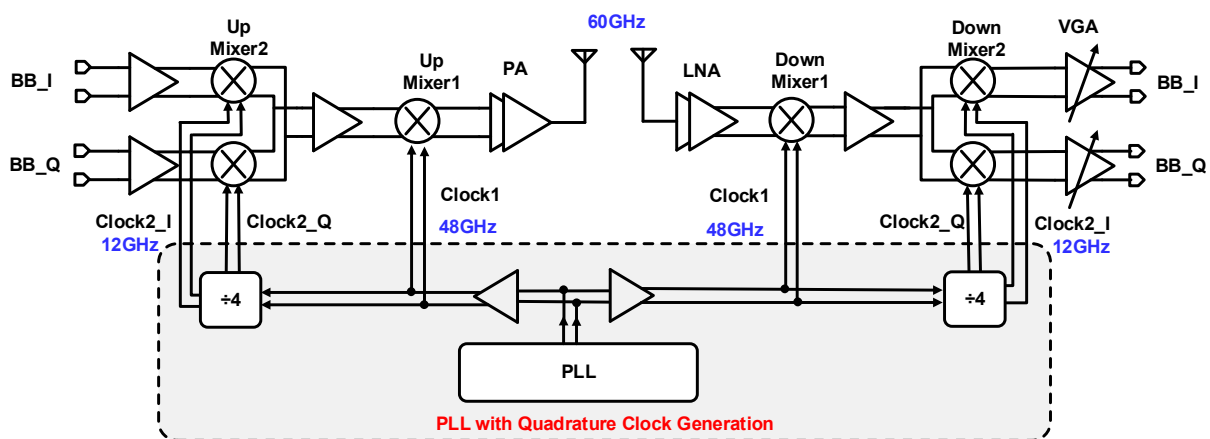 60GHz
Up
Mixer2
Up
Mixer1
PA
LNA
Down
Mixer1
Down
Mixer2
VGA
BB_I
BB_I
BB_Q
BB_Q
Clock2_I
12GHz
Clock2_Q
Clock1
48GHz
Clock1
48GHz
Clock2_Q
Clock2_I
12GHz
÷4
÷4
PLL
PLL with Quadrature Clock Generation